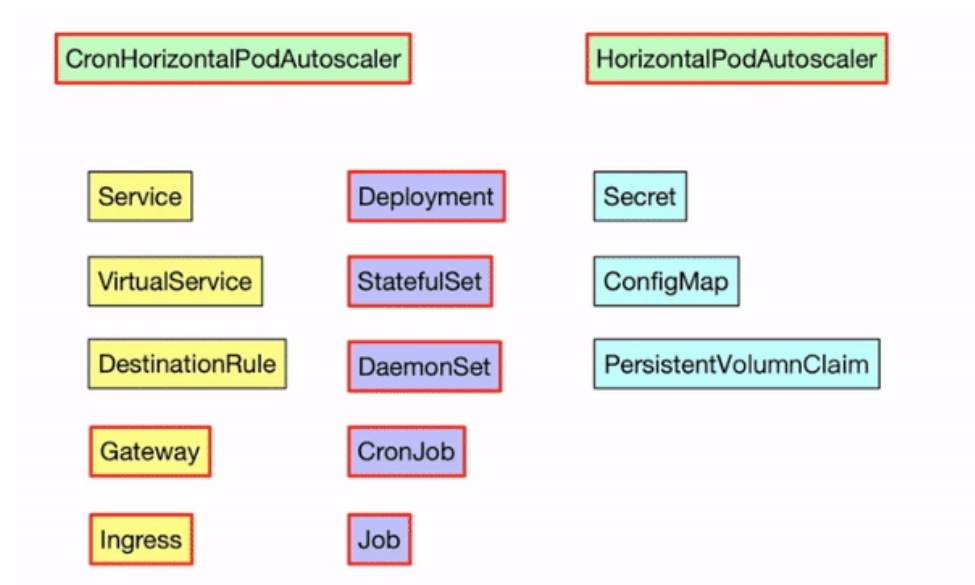 CronHorizontalPodAutoscaler
HorizontalPodAutoscaler
Service
Deployment
Secret
VirtualService
StatefulSet
ConfigMap
DestinationRule
DaemonSet
PersistentVolumnClaim
Gateway
CronJob
Ingress
Job